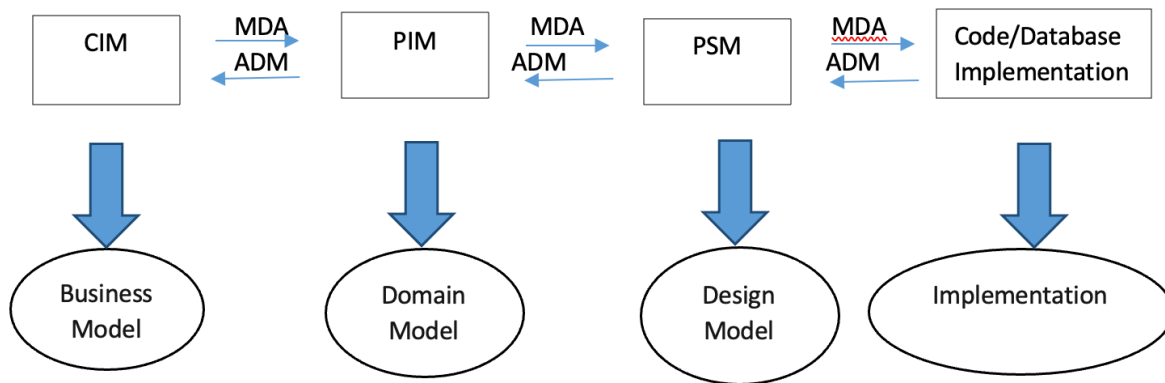 CIM
MDA
ADM
PIM
MDA
ADM
PSM
MDA
ADM
Code/Database
Implementation
Business
Model
Domain
Model
Design
Model
Implementation